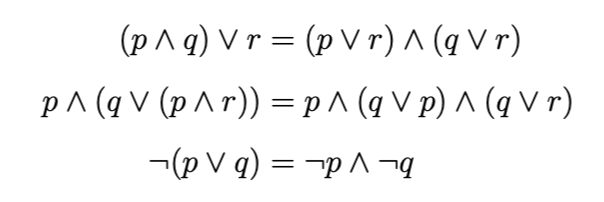 (p ∧ q) ∨ r = (p ∨ r) ∧ (q ∨ r)
p ∧ (q ∨ (p ∧ r)) = p ∧ (q ∨ p) ∧ (q ∨ r)
¬(p ∨ q) = ¬p ∧ ¬q